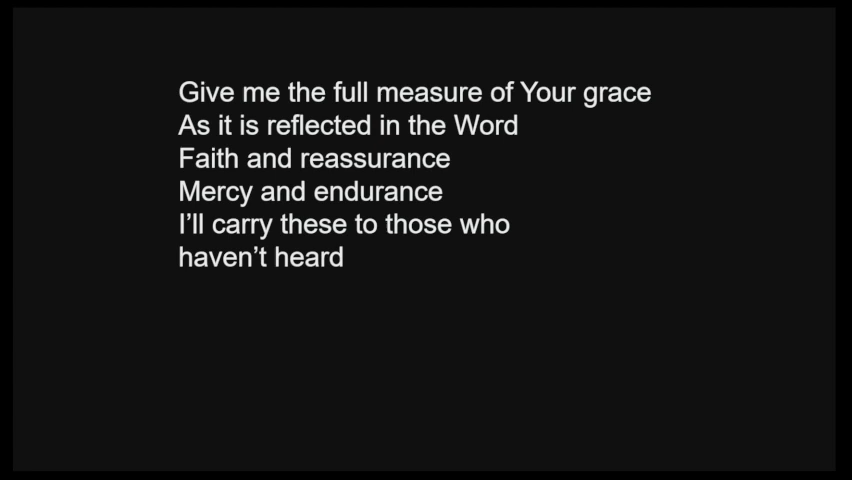 Give me the full measure of Your grace
As it is reflected in the Word
Faith and reassurance
Mercy and endurance
I’ll carry these to those who
haven’t heard